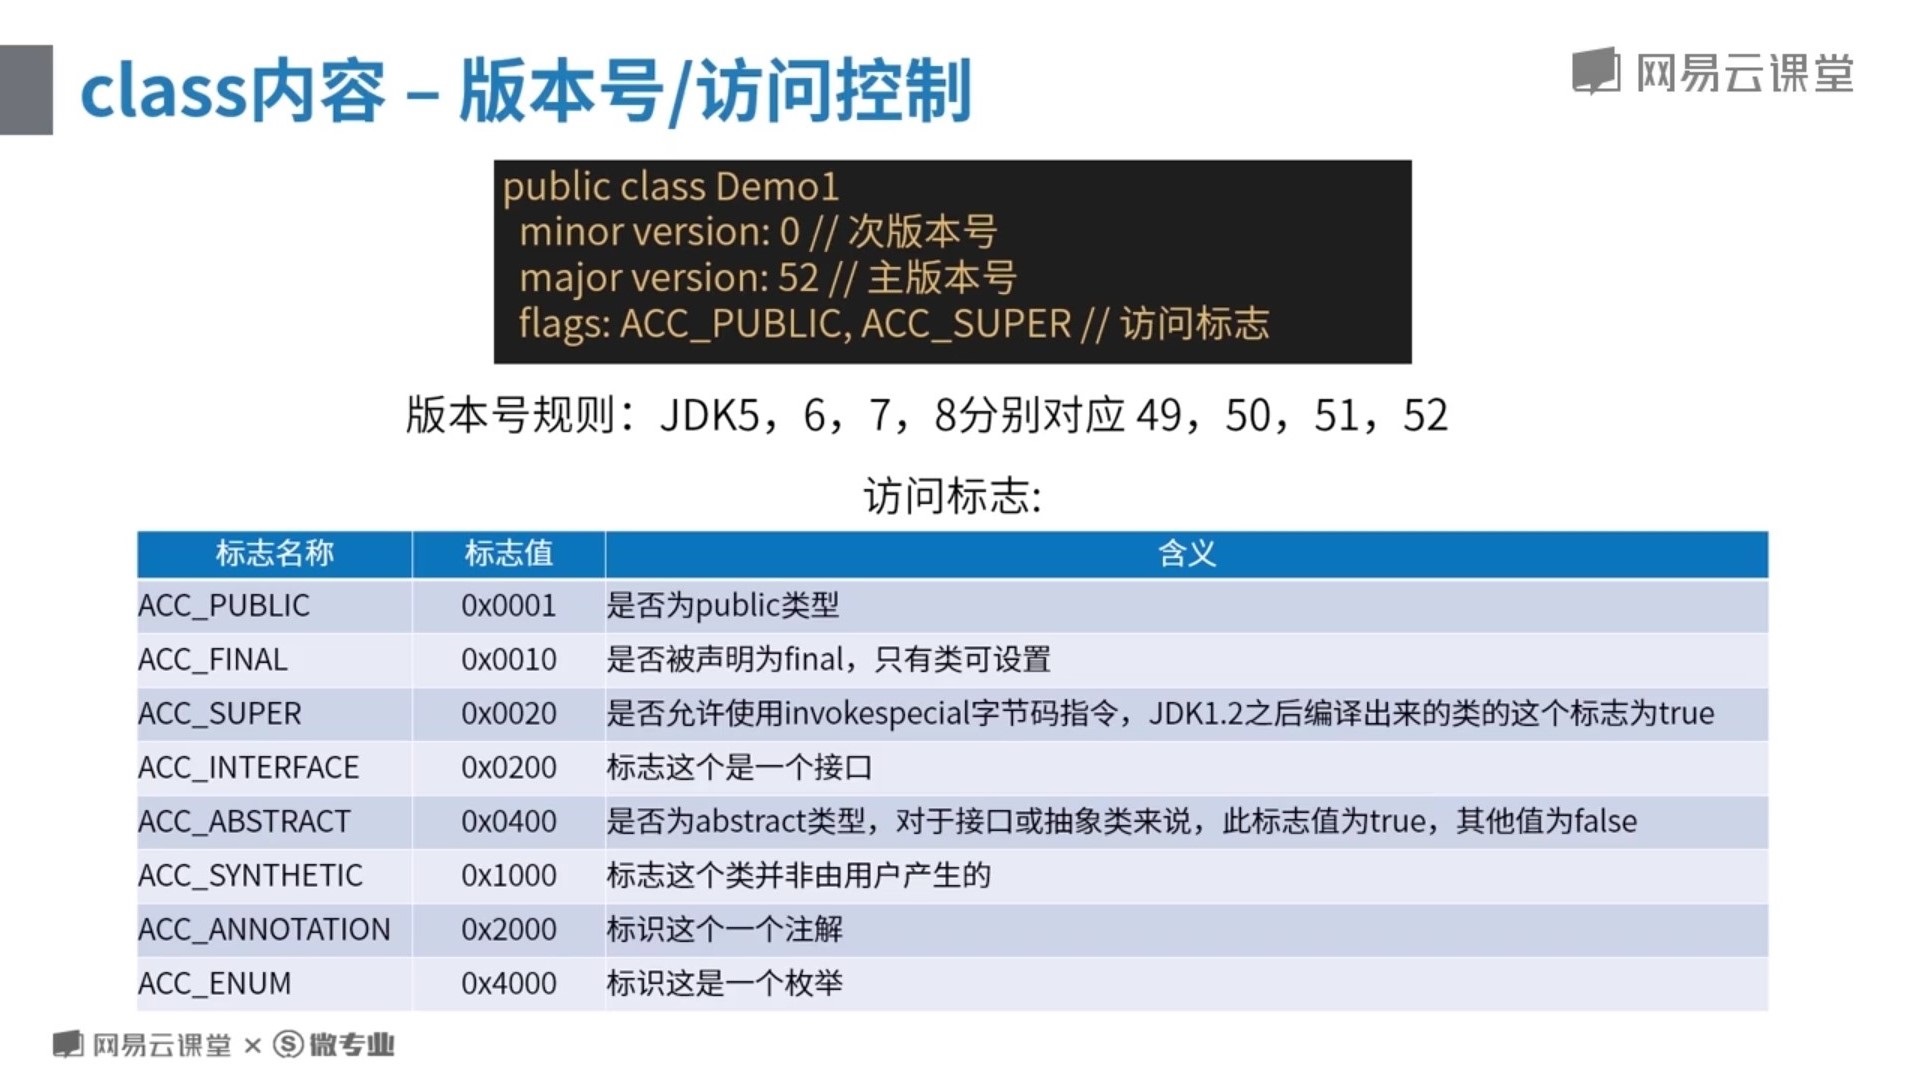 class内容 – 版本号/访问控制
网易云课堂
public class Demo1
minor version: 0 // 次版本号
major version: 52 // 主版本号
flags: ACC_PUBLIC, ACC_SUPER // 访问标志
版本号规则：JDK5，6，7，8分别对应 49，50，51，52
访问标志:
标志名称 标志值 含义
ACC_PUBLIC 0x0001 是否为public类型
ACC_FINAL 0x0010 是否被声明为final，只有类可设置
ACC_SUPER 0x0020 是否允许使用invokespecial字节码指令，JDK1.2之后编译出来的类的这个标志为true
ACC_INTERFACE 0x0200 标志这个是一个接口
ACC_ABSTRACT 0x0400 是否为abstract类型，对于接口或抽象类来说，此标志值为true，其他值为false
ACC_SYNTHETIC 0x1000 标志这个类并非由用户产生的
ACC_ANNOTATION 0x2000 标识这个一个注解
ACC_ENUM 0x4000 标识这是一个枚举
网易云课堂 × Ⓢ 微专业